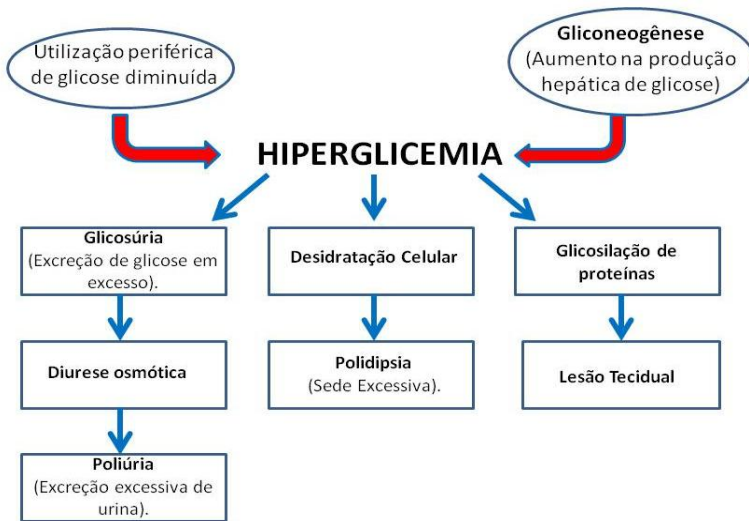 Utilização periférica
de glicose diminuída
Gliconeogênese
(Aumento na produção
hepática de glicose)
HIPERGLICEMIA
Glicosúria
(Excreção de glicose em
excesso).
Desidratação Celular
Glicosilação de
proteínas
Diurese osmótica
Polidipsia
(Sede Excessiva).
Lesão Tecidual
Poliúria
(Excreção excessiva de
urina).